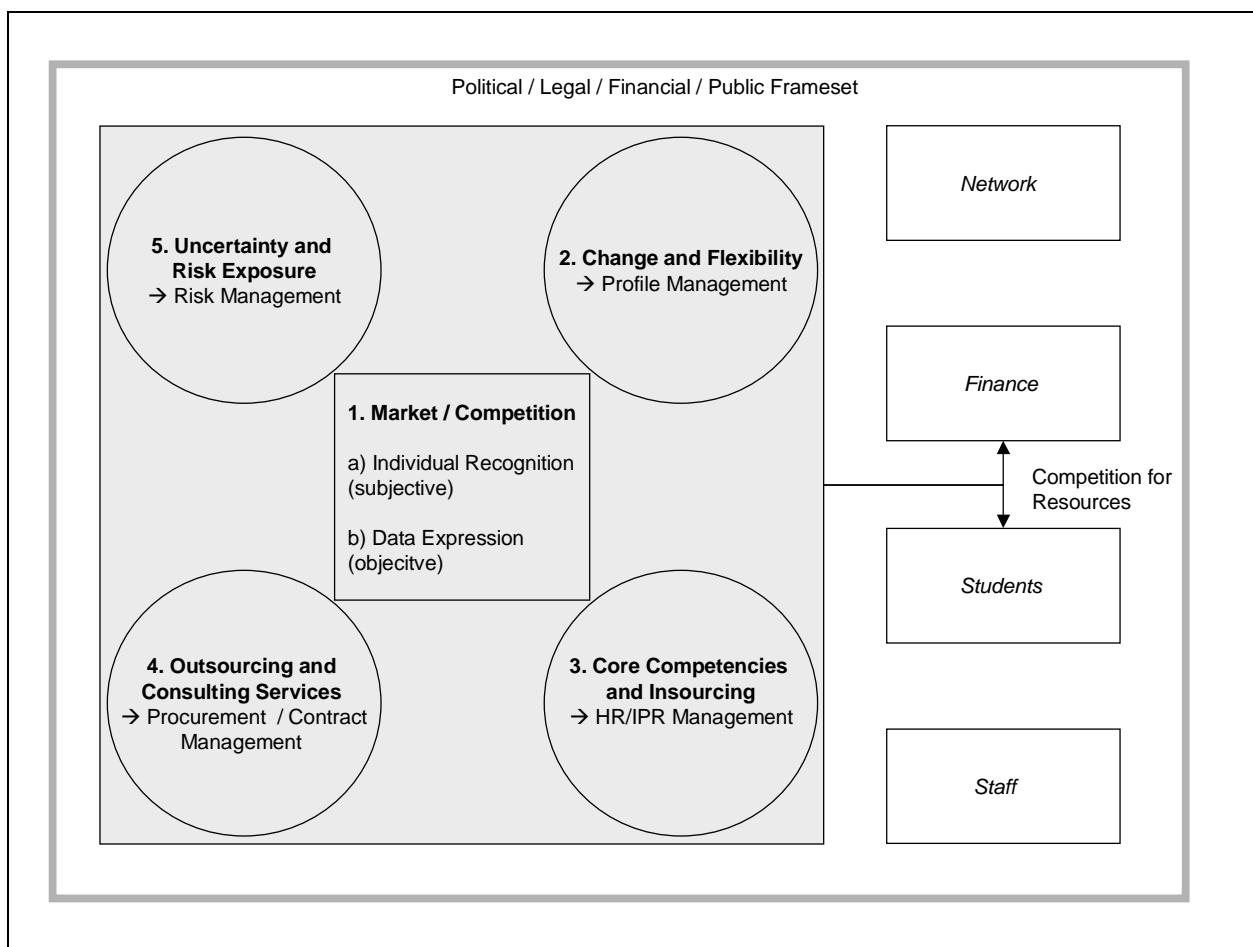 Political / Legal / Financial / Public Frameset
5. Uncertainty and
Risk Exposure
→ Risk Management
2. Change and Flexibility
→ Profile Management
1. Market / Competition
a) Individual Recognition
(subjective)
b) Data Expression
(objecitve)
4. Outsourcing and
Consulting Services
→ Procurement / Contract
Management
3. Core Competencies
and Insourcing
→ HR/IPR Management
Network
Finance
Competition for
Resources
Students
Staff